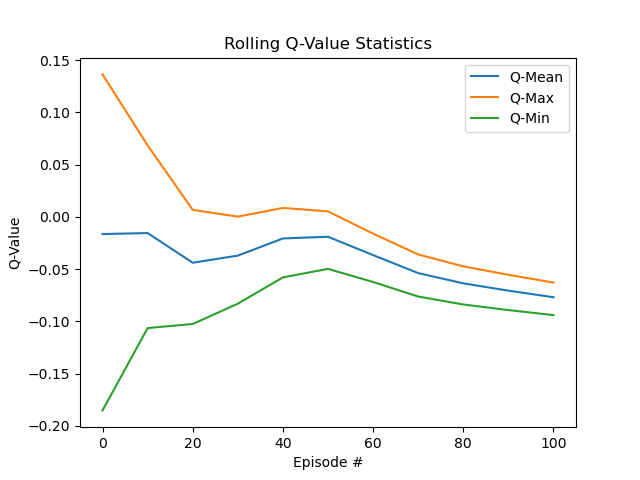 Rolling Q-Value Statistics
Q-Value
0.15
0.10
0.05
0.00
−0.05
−0.10
−0.15
−0.20
Q-Mean
Q-Max
Q-Min
0 20 40 60 80 100
Episode #